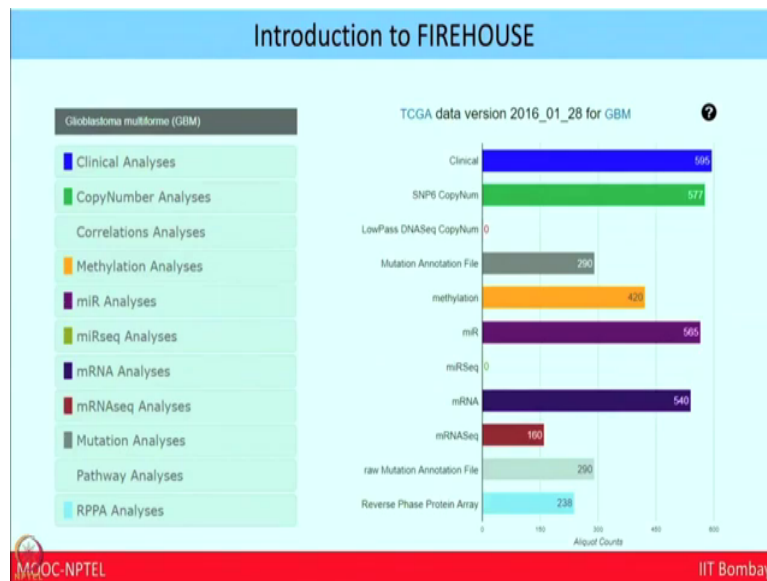 Introduction to FIREHOUSE
Glioblastoma multiforme (GBM)
Clinical Analyses
CopyNumber Analyses
Correlations Analyses
Methylation Analyses
miR Analyses
miRseq Analyses
mRNA Analyses
mRNAseq Analyses
Mutation Analyses
Pathway Analyses
RPPA Analyses
TCGA data version 2016_01_28 for GBM ?
Clinical 595
SNP6 CopyNum 577
LowPass DNASeq CopyNum 0
Mutation Annotation File 290
methylation 420
miR 565
miRSeq 0
mRNA 540
mRNASeq 160
raw Mutation Annotation File 290
Reverse Phase Protein Array 238
0 150 300 450 600
Aliquot Counts
MOOC-NPTEL
NPTEL
IIT Bombay